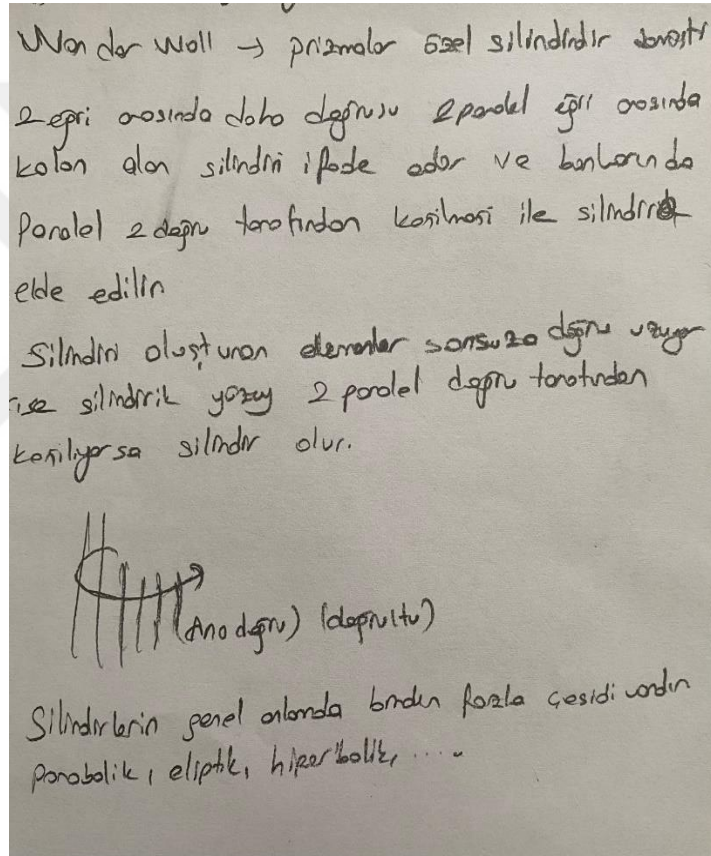 Van der Wall → prizmalar özel silindirdir demiştir
2 eğri arasında daha doğrusu 2 paralel eğri arasında
kalan alan silindiri ifade eder ve bunlarında
Paralel 2 doğru tarafından kesilmesi ile silindir
elde edilir
Silindiri oluşturan elemanlar sonsuza doğru uzuyor
ise silindirik yüzey 2 paralel doğru tarafından
kesiliyorsa silindir olur.
(Ana doğru) (doğrultu)
Silindirlerin genel anlamda birden fazla çeşidi vardır
Parabolik, eliptik, hiperbolik, .....